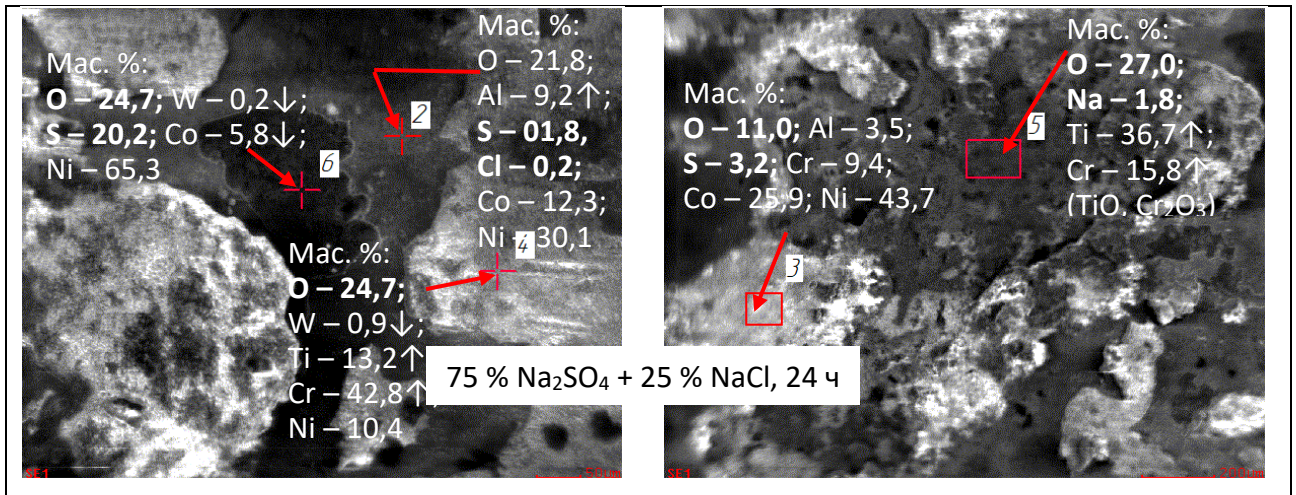 Мас. %:
O – 24,7; W – 0,2↓;
S – 20,2; Co – 5,8↓;
Ni – 65,3
6
2
Мас. %:
O – 21,8;
Al – 9,2↑;
S – 01,8,
Cl – 0,2;
Co – 12,3;
Ni – 30,1
4
Мас. %:
O – 24,7;
W – 0,9↓;
Ti – 13,2↑
Cr – 42,8↑,
Ni – 10,4
SE1
50µm
Мас. %:
O – 11,0; Al – 3,5;
S – 3,2; Cr – 9,4;
Co – 25,9; Ni – 43,7
3
5
Мас. %:
O – 27,0;
Na – 1,8;
Ti – 36,7↑;
Cr – 15,8↑
(TiO, Cr₂O₃)
SE1
200µm
75 % Na₂SO₄ + 25 % NaCl, 24 ч